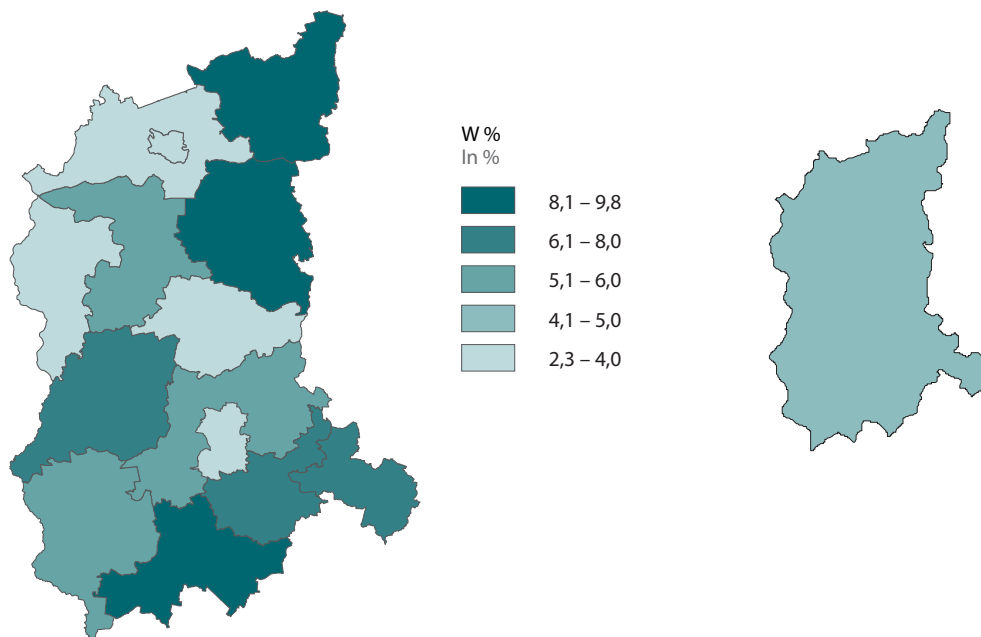 W %
In %
8,1 – 9,8
6,1 – 8,0
5,1 – 6,0
4,1 – 5,0
2,3 – 4,0